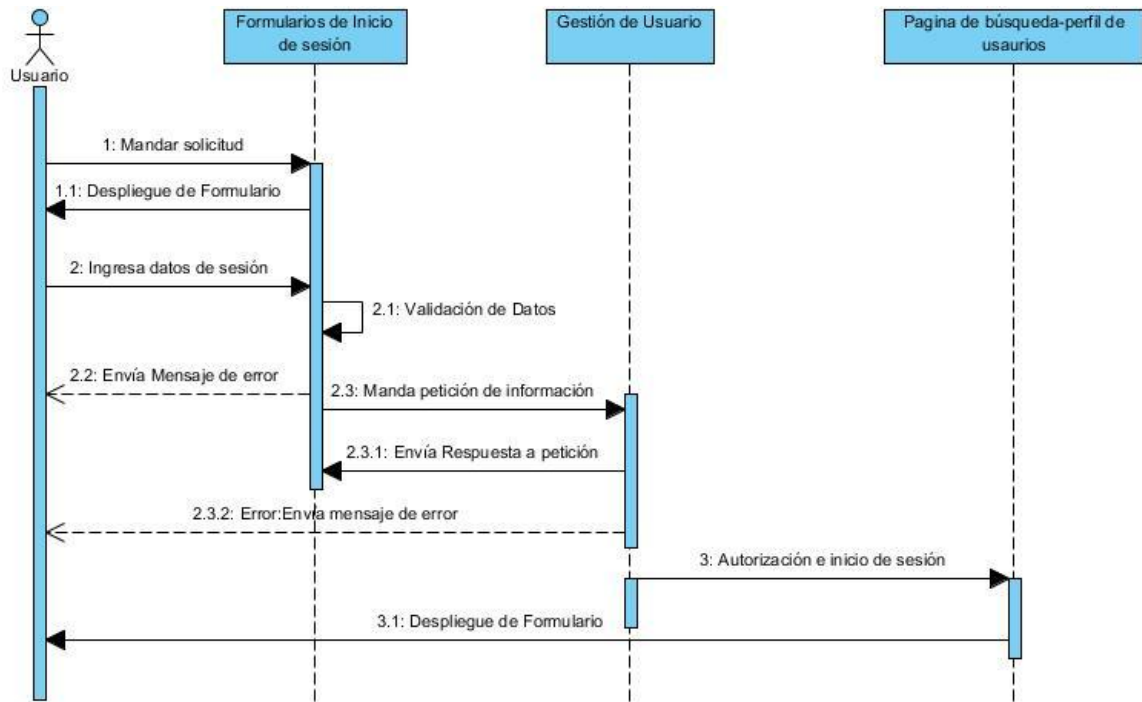 Formularios de Inicio
de sesión
Gestión de Usuario
Pagina de búsqueda-perfil de
usaurios
Usuario
1: Mandar solicitud
1.1: Despliegue de Formulario
2: Ingresa datos de sesión
2.1: Validación de Datos
2.2: Envía Mensaje de error
2.3: Manda petición de información
2.3.1: Envía Respuesta a petición
2.3.2: Error:Envía mensaje de error
3: Autorización e inicio de sesión
3.1: Despliegue de Formulario